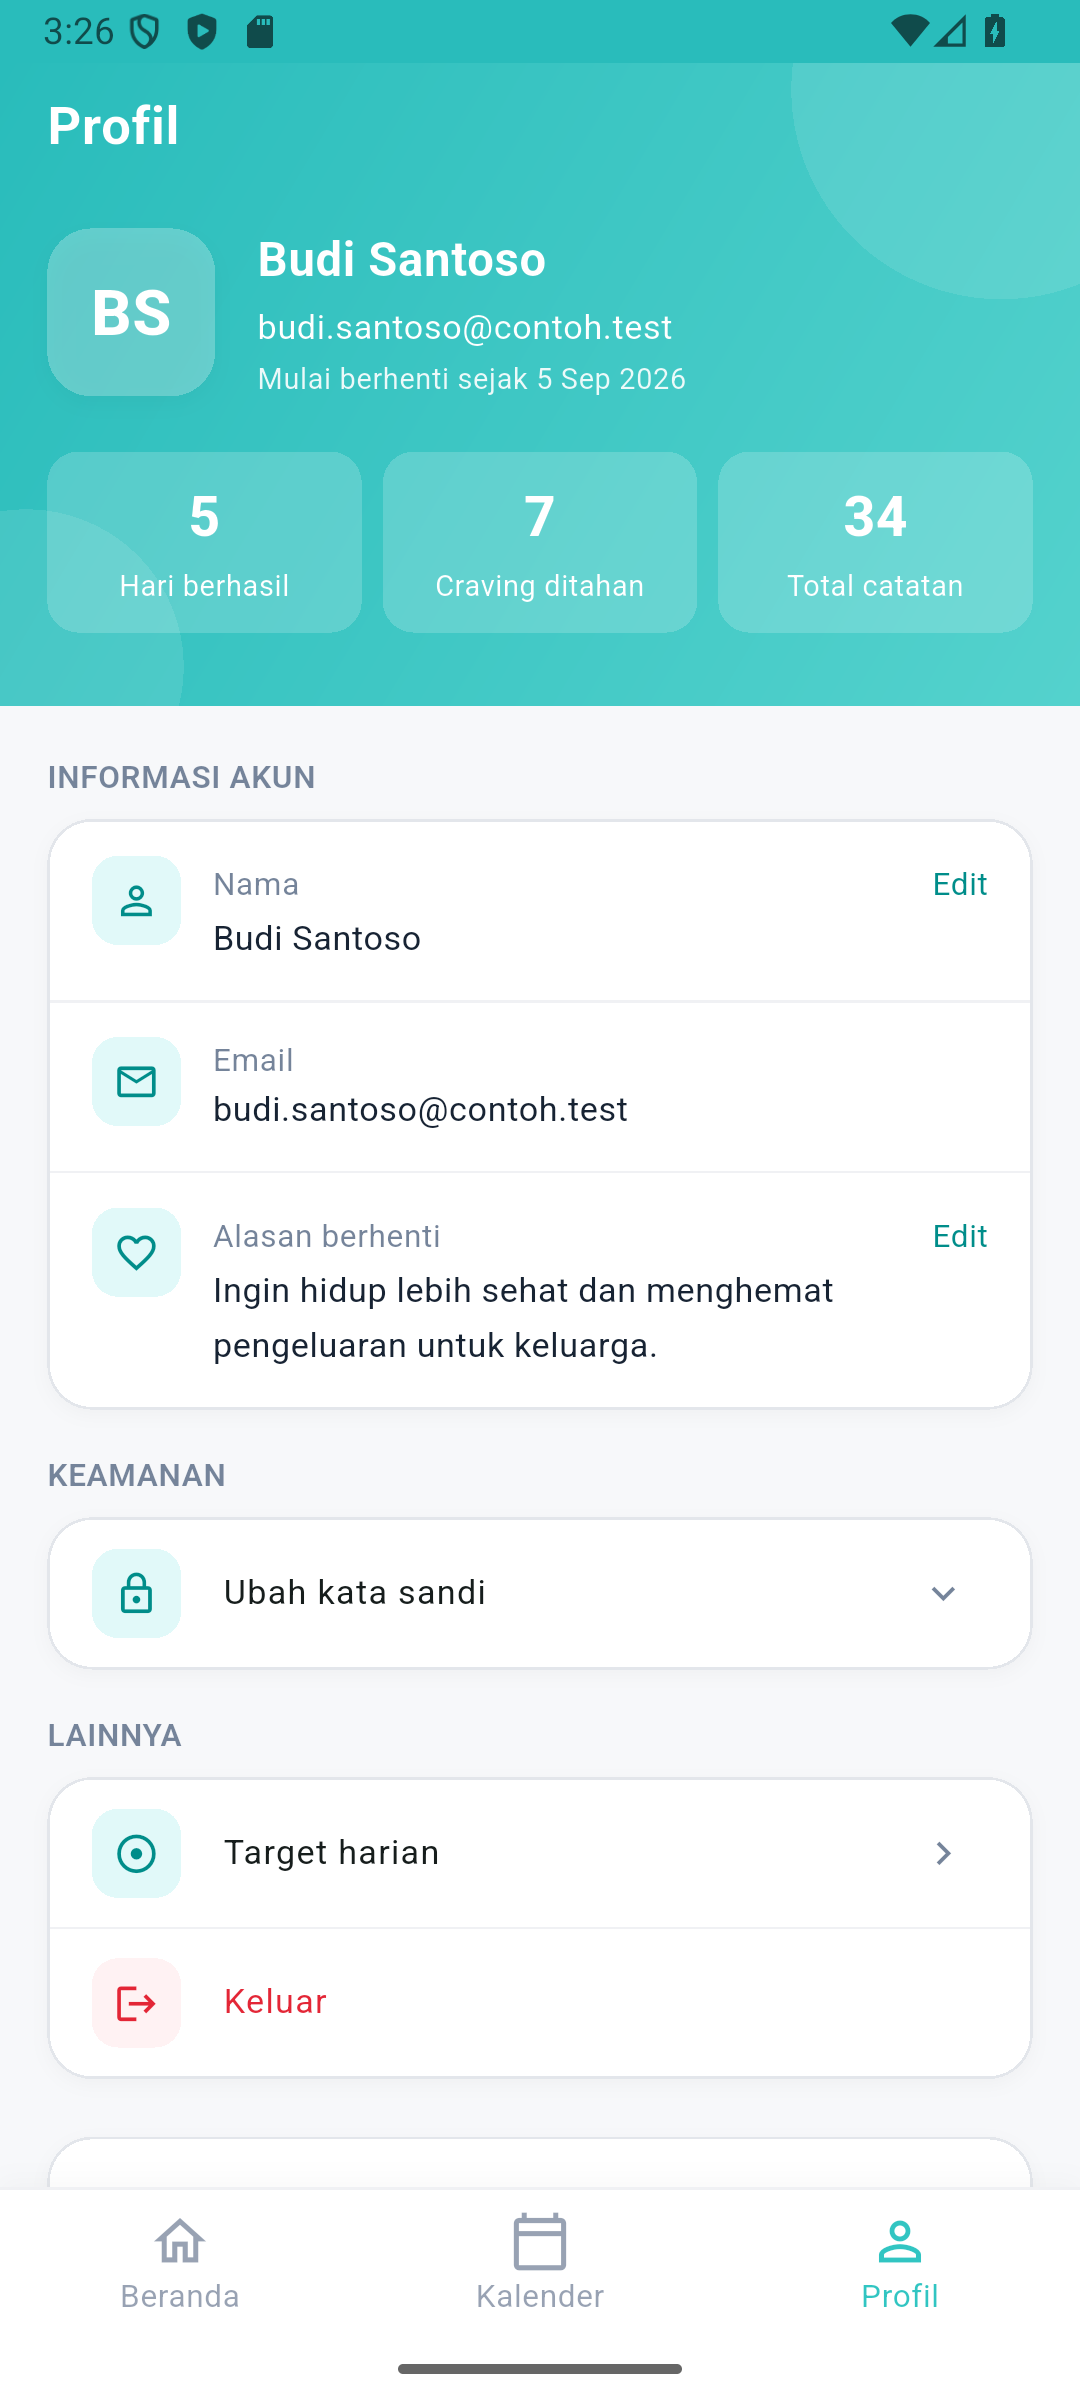 3:26
Profil
BS
Budi Santoso
budi.santoso@contoh.test
Mulai berhenti sejak 5 Sep 2026
5
Hari berhasil
7
Craving ditahan
34
Total catatan
INFORMASI AKUN
Nama
Edit
Budi Santoso
Email
budi.santoso@contoh.test
Alasan berhenti
Edit
Ingin hidup lebih sehat dan menghemat
pengeluaran untuk keluarga.
KEAMANAN
Ubah kata sandi
LAINNYA
Target harian
Keluar
Beranda
Kalender
Profil